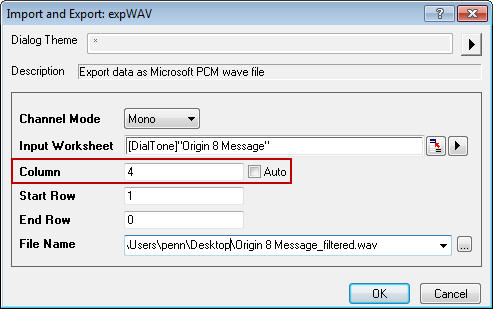 Import and Export: expWAV
Dialog Theme *
Description Export data as Microsoft PCM wave file
Channel Mode Mono
Input Worksheet [DialTone]"Origin 8 Message"
Column 4 Auto
Start Row 1
End Row 0
File Name \Users\penn\Desktop\Origin 8 Message_filtered.wav ...
OK Cancel